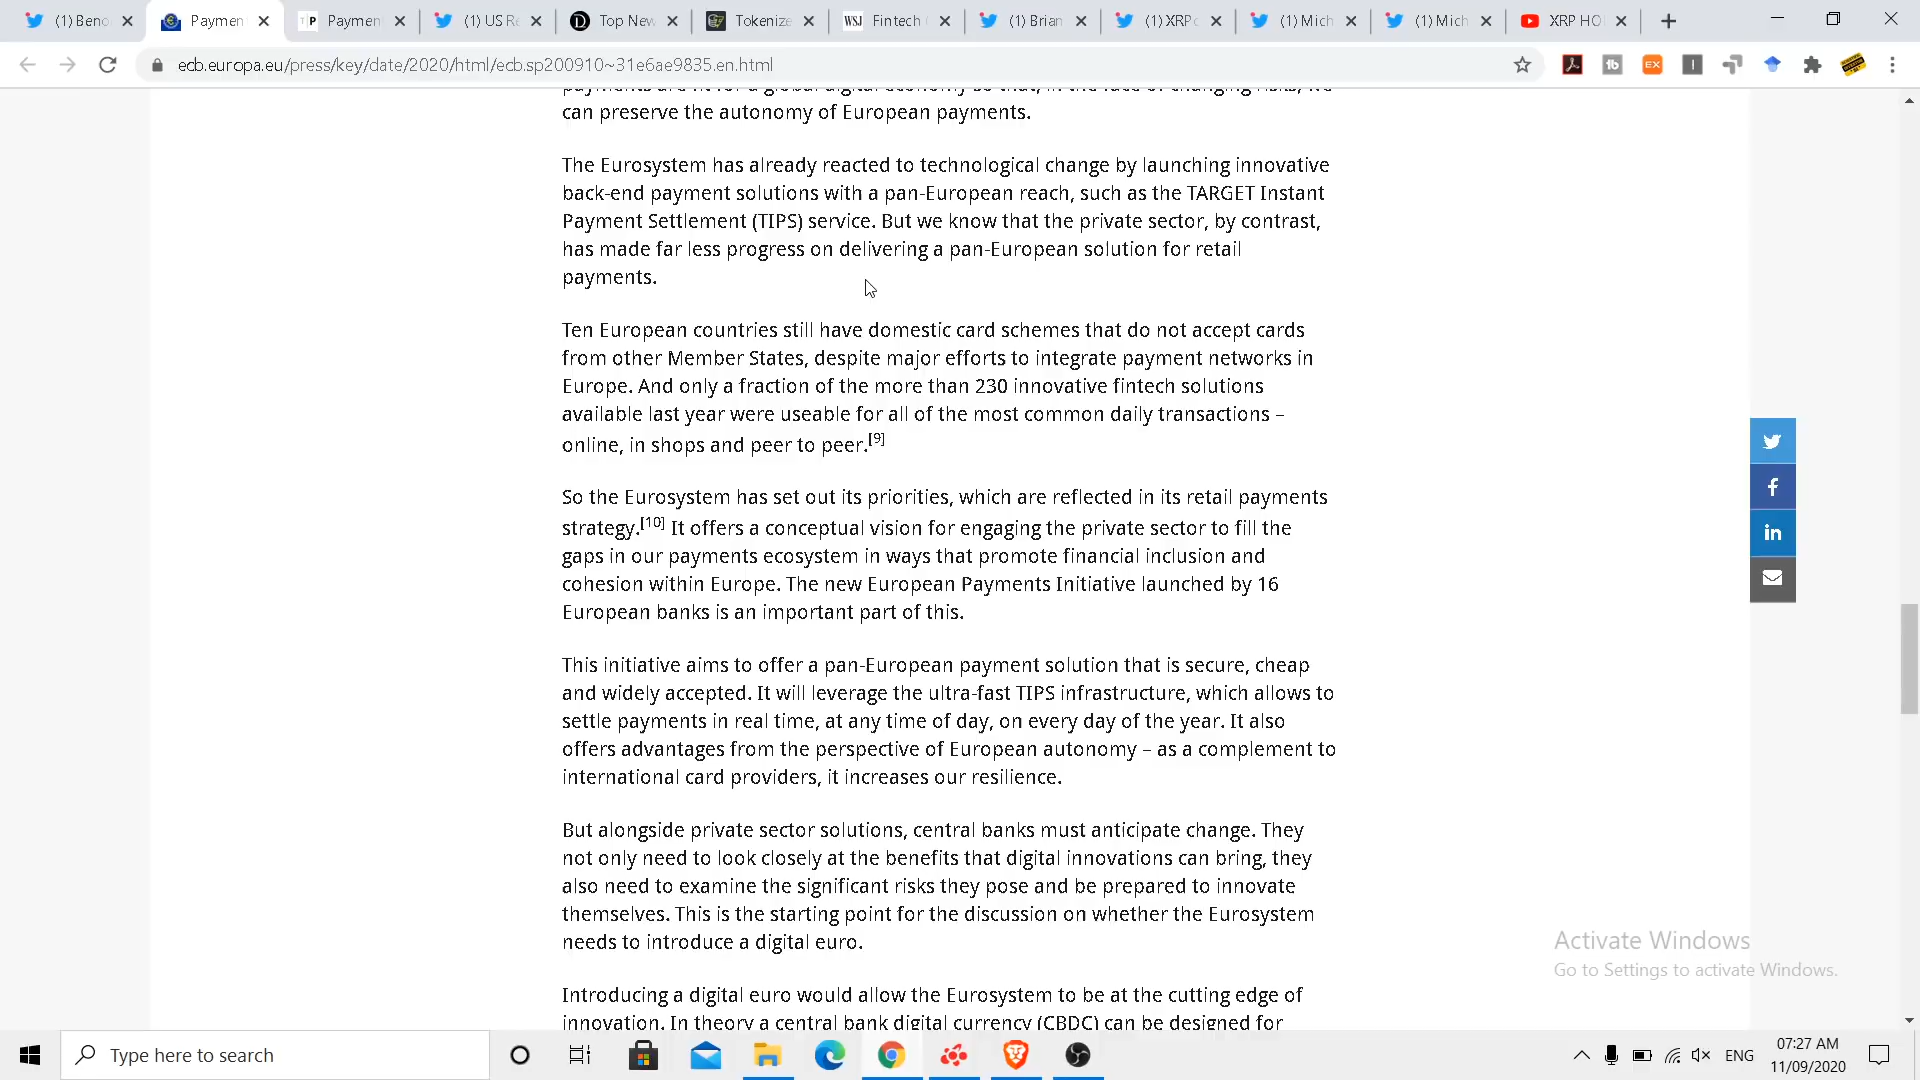 (1) Beno
Paymen
Paymen
(1) US Re
Top New
Tokenize
WSJ
Fintech
(1) Brian
(1) XRPc
(1) Mich
(1) Mich
XRP HO
ecb.europa.eu/press/key/date/2020/html/ecb.sp200910~31e6ae9835.en.html
payments are fit for a global digital economy so that, in the face of changing risks, we
can preserve the autonomy of European payments.
The Eurosystem has already reacted to technological change by launching innovative
back-end payment solutions with a pan-European reach, such as the TARGET Instant
Payment Settlement (TIPS) service. But we know that the private sector, by contrast,
has made far less progress on delivering a pan-European solution for retail
payments.
Ten European countries still have domestic card schemes that do not accept cards
from other Member States, despite major efforts to integrate payment networks in
Europe. And only a fraction of the more than 230 innovative fintech solutions
available last year were useable for all of the most common daily transactions –
online, in shops and peer to peer.[9]
So the Eurosystem has set out its priorities, which are reflected in its retail payments
strategy.[10] It offers a conceptual vision for engaging the private sector to fill the
gaps in our payments ecosystem in ways that promote financial inclusion and
cohesion within Europe. The new European Payments Initiative launched by 16
European banks is an important part of this.
This initiative aims to offer a pan-European payment solution that is secure, cheap
and widely accepted. It will leverage the ultra-fast TIPS infrastructure, which allows to
settle payments in real time, at any time of day, on every day of the year. It also
offers advantages from the perspective of European autonomy – as a complement to
international card providers, it increases our resilience.
But alongside private sector solutions, central banks must anticipate change. They
not only need to look closely at the benefits that digital innovations can bring, they
also need to examine the significant risks they pose and be prepared to innovate
themselves. This is the starting point for the discussion on whether the Eurosystem
needs to introduce a digital euro.
Introducing a digital euro would allow the Eurosystem to be at the cutting edge of
innovation. In theory a central bank digital currency (CBDC) can be designed for
Activate Windows
Go to Settings to activate Windows.
Type here to search
ENG
07:27 AM
11/09/2020